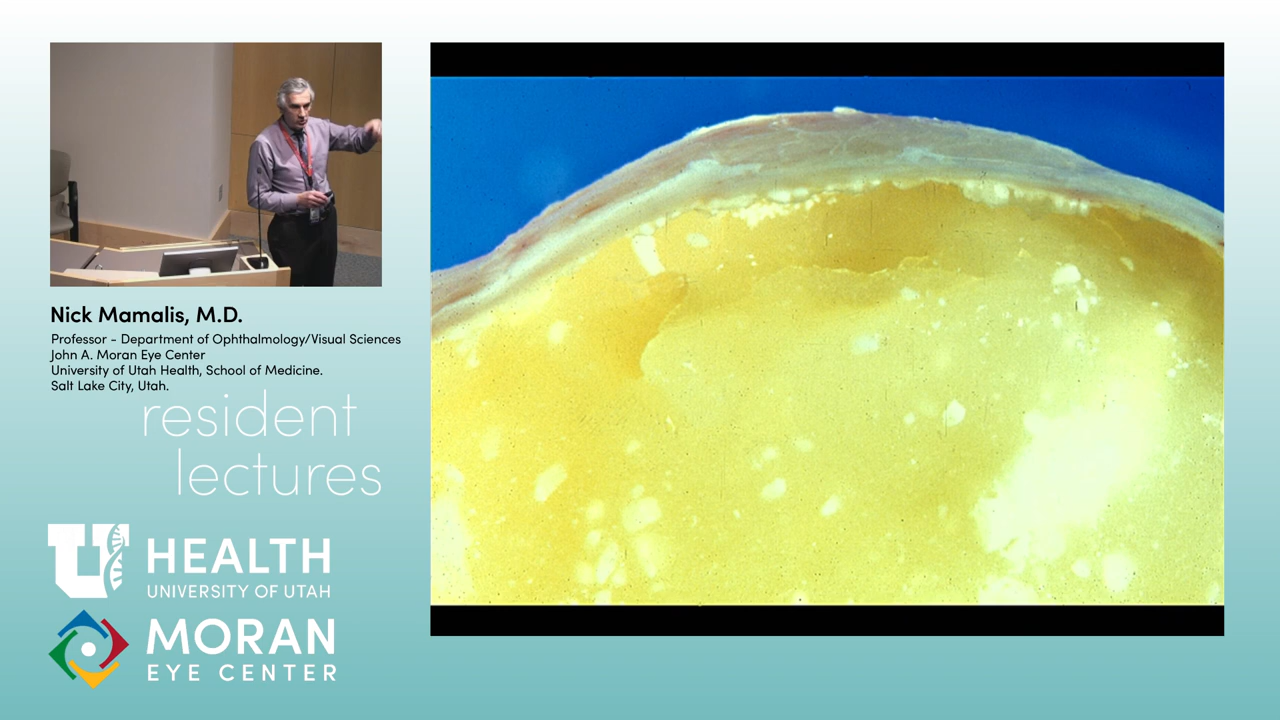 Nick Mamalis, M.D.
Professor - Department of Ophthalmology/Visual Sciences
John A. Moran Eye Center
University of Utah Health, School of Medicine.
Salt Lake City, Utah.
resident
lectures
U HEALTH
UNIVERSITY OF UTAH
MORAN
EYE CENTER